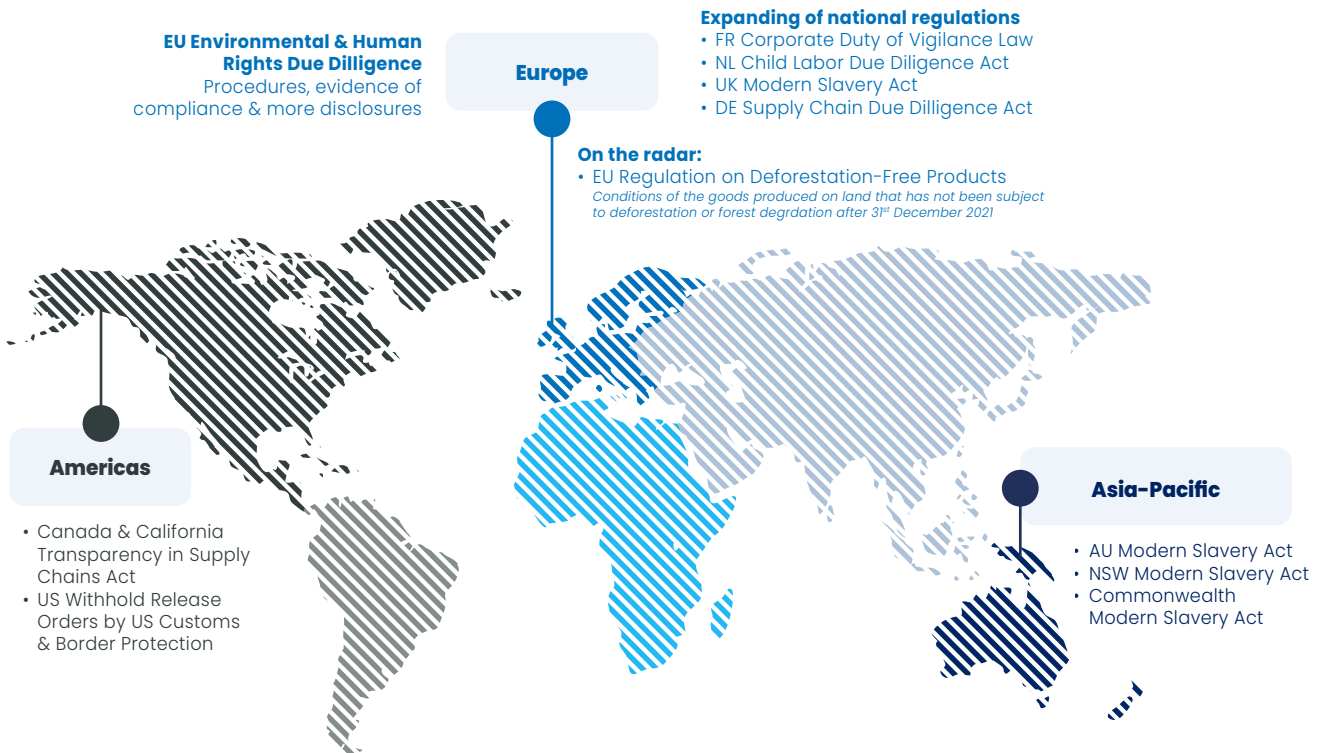 EU Environmental & Human
Rights Due Dilligence
Procedures, evidence of
compliance & more disclosures
Europe
Expanding of national regulations
• FR Corporate Duty of Vigilance Law
• NL Child Labor Due Diligence Act
• UK Modern Slavery Act
• DE Supply Chain Due Dilligence Act
On the radar:
• EU Regulation on Deforestation-Free Products
Conditions of the goods produced on land that has not been subject
to deforestation or forest degrdation after 31st December 2021
Americas
• Canada & California
Transparency in Supply
Chains Act
• US Withhold Release
Orders by US Customs
& Border Protection
Asia-Pacific
• AU Modern Slavery Act
• NSW Modern Slavery Act
• Commonwealth
Modern Slavery Act